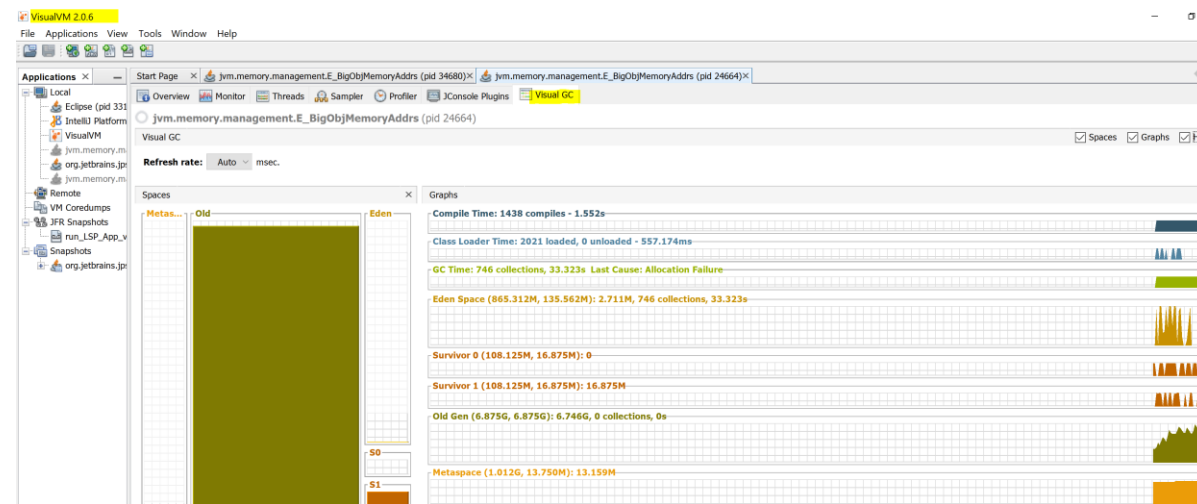 VisualVM 2.0.6
File Applications View Tools Window Help
Applications
Start Page
jvm.memory.management.E_BigObjMemoryAddrs (pid 34680)
jvm.memory.management.E_BigObjMemoryAddrs (pid 24664)
Local
Eclipse (pid 331
IntelliJ Platform
VisualVM
jvm.memory.m
org.jetbrains.jp
jvm.memory.m
Remote
VM Coredumps
JFR Snapshots
run_LSP_App_v
Snapshots
org.jetbrains.jp
Overview Monitor Threads Sampler Profiler JConsole Plugins Visual GC
jvm.memory.management.E_BigObjMemoryAddrs (pid 24664)
Visual GC
Spaces Graphs
Refresh rate: Auto msec.
Spaces
Metas...
Old
Eden
S0
S1
Graphs
Compile Time: 1438 compiles - 1.552s
Class Loader Time: 2021 loaded, 0 unloaded - 557.174ms
GC Time: 746 collections, 33.323s Last Cause: Allocation Failure
Eden Space (865.312M, 135.562M): 2.711M, 746 collections, 33.323s
Survivor 0 (108.125M, 16.875M): 0
Survivor 1 (108.125M, 16.875M): 16.875M
Old Gen (6.875G, 6.875G): 6.746G, 0 collections, 0s
Metaspace (1.012G, 13.750M): 13.159M